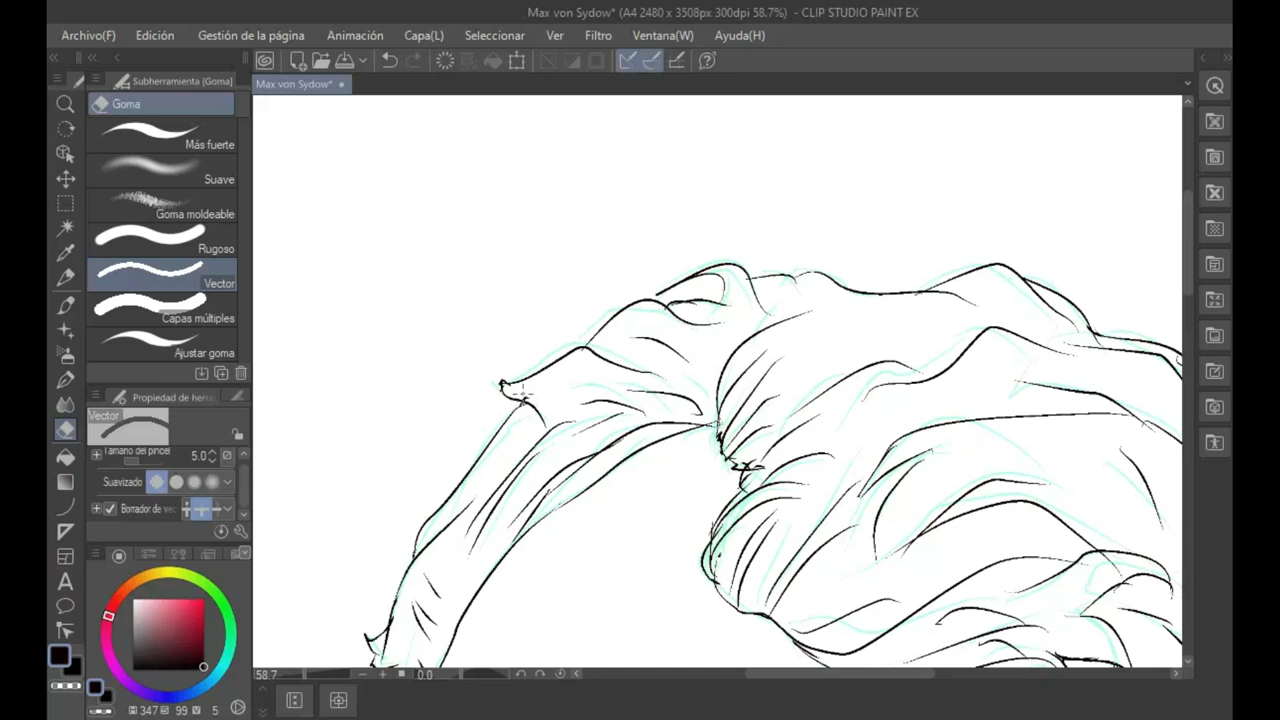 Max von Sydow* (A4 2480 x 3508px 300dpi 58.7%) - CLIP STUDIO PAINT EX
Archivo(F) Edición Gestión de la página Animación Capa(L) Seleccionar Ver Filtro Ventana(W) Ayuda(H)
Subherramienta [Goma]
Max von Sydow*
Goma
Más fuerte
Suave
Goma moldeable
Rugoso
Vector
Capas múltiples
Ajustar goma
Propiedad de herra
Vector
Tamaño del pincel 5.0
Suavizado
Borrador de vec
58.7 0.0
347 99 V 5